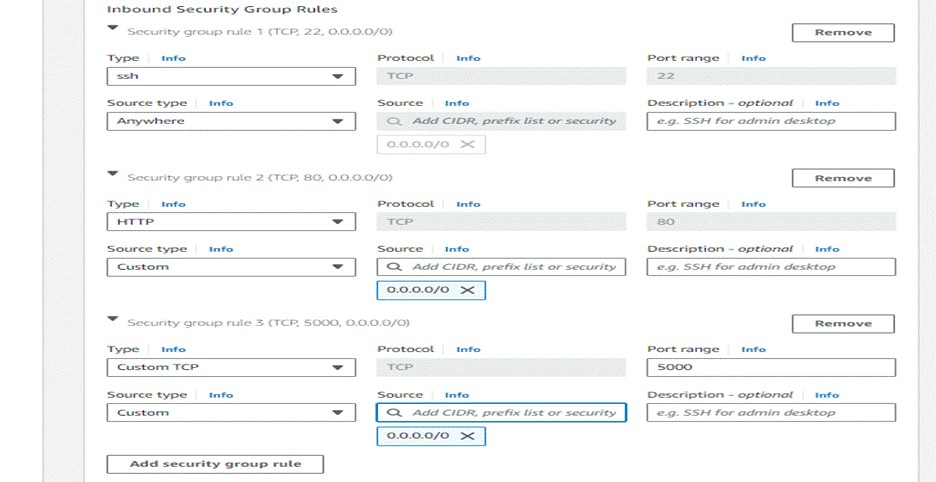 Inbound Security Group Rules
Security group rule 1 (TCP, 22, 0.0.0.0/0)
Remove
Type Info Protocol Info Port range Info
ssh TCP 22
Source type Info Source Info Description - optional Info
Anywhere Add CIDR, prefix list or security e.g. SSH for admin desktop
0.0.0.0/0
Security group rule 2 (TCP, 80, 0.0.0.0/0)
Remove
Type Info Protocol Info Port range Info
HTTP TCP 80
Source type Info Source Info Description - optional Info
Custom Add CIDR, prefix list or security e.g. SSH for admin desktop
0.0.0.0/0
Security group rule 3 (TCP, 5000, 0.0.0.0/0)
Remove
Type Info Protocol Info Port range Info
Custom TCP TCP 5000
Source type Info Source Info Description - optional Info
Custom Add CIDR, prefix list or security e.g. SSH for admin desktop
0.0.0.0/0
Add security group rule